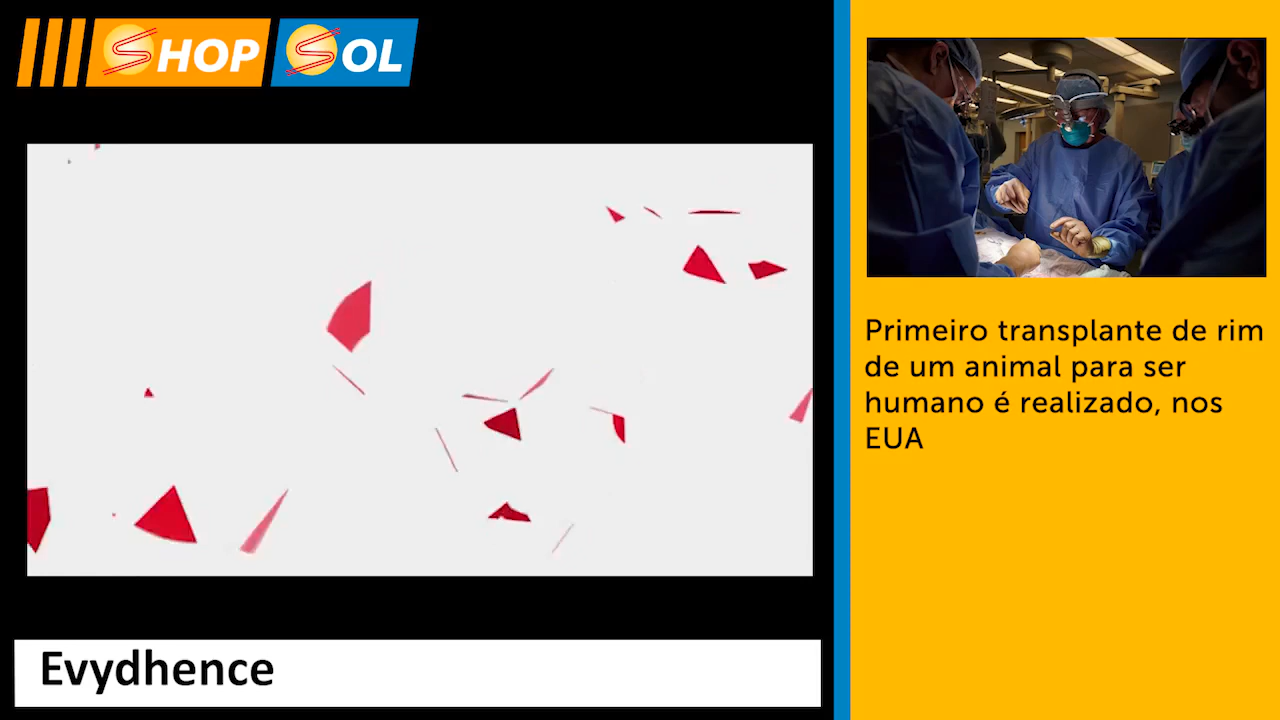 SHOP SOL
Primeiro transplante de rim
de um animal para ser
humano é realizado, nos
EUA
Evydhence